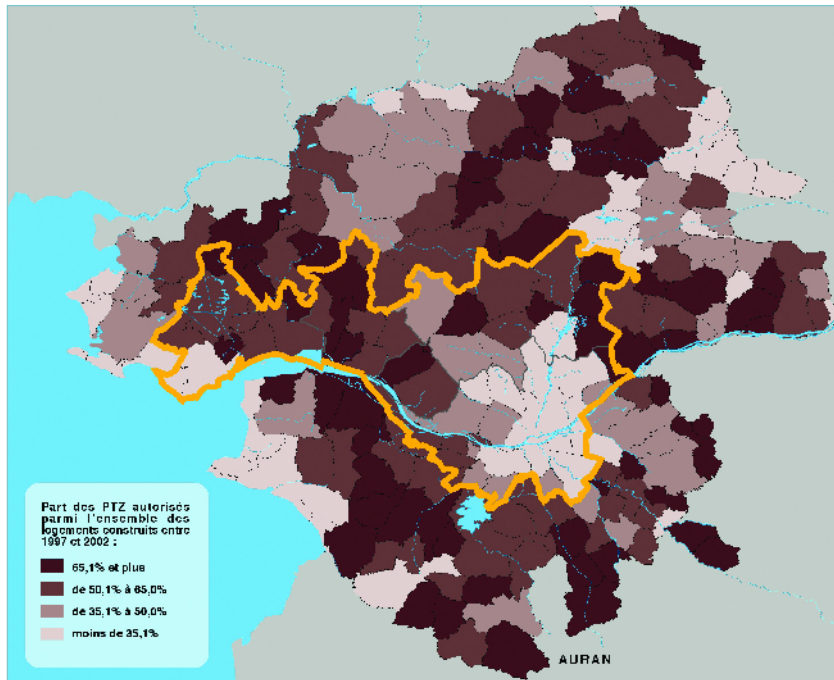 Part des PTZ autorisés
parmi l'ensemble des
logements construits entre
1997 et 2002 :
65,1% et plus
de 50,1% à 65,0%
de 35,1% à 50,0%
moins de 35,1%
AURAN